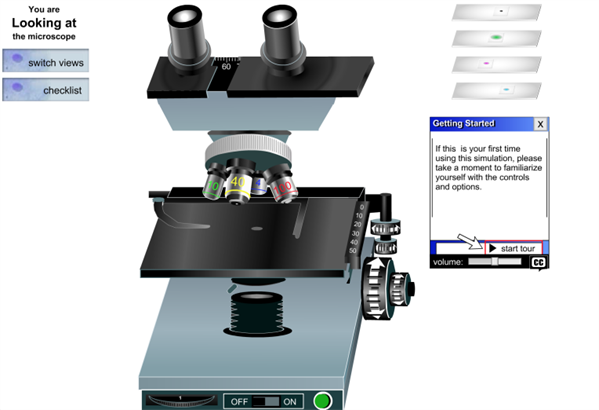 You are
Looking at
the microscope
switch views
checklist
60
10
40
4
100
0
10
20
30
40
50
OFF
ON
Getting Started
X
If this is your first time
using this simulation, please
take a moment to familiarize
yourself with the controls
and options.
start tour
volume:
CC